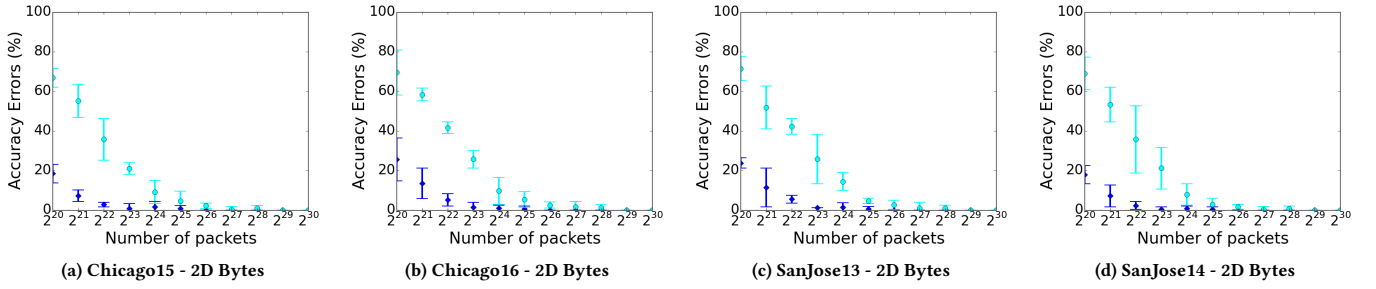 100
80
60
40
20
0
Accuracy Errors (%)
2^20 2^21 2^22 2^23 2^24 2^25 2^26 2^27 2^28 2^29 2^30
Number of packets
(a) Chicago15 - 2D Bytes
100
80
60
40
20
0
Accuracy Errors (%)
2^20 2^21 2^22 2^23 2^24 2^25 2^26 2^27 2^28 2^29 2^30
Number of packets
(b) Chicago16 - 2D Bytes
100
80
60
40
20
0
Accuracy Errors (%)
2^20 2^21 2^22 2^23 2^24 2^25 2^26 2^27 2^28 2^29 2^30
Number of packets
(c) SanJose13 - 2D Bytes
100
80
60
40
20
0
Accuracy Errors (%)
2^20 2^21 2^22 2^23 2^24 2^25 2^26 2^27 2^28 2^29 2^30
Number of packets
(d) SanJose14 - 2D Bytes